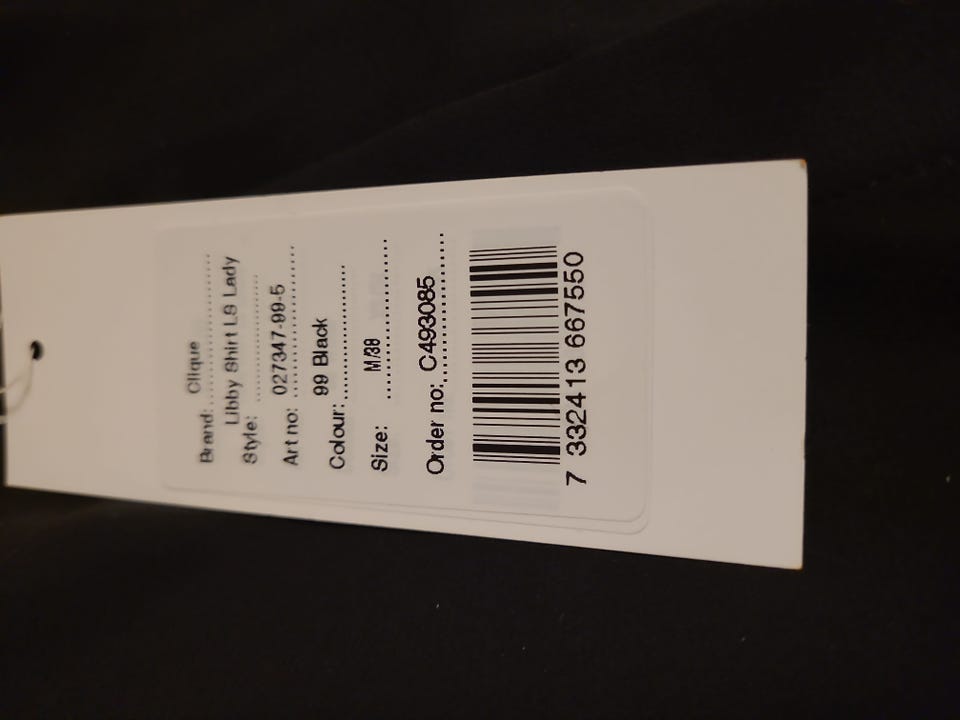 Brand: Clique
Libby Shirt LS Lady
Style:
Art no: 027347-99-5
Colour: 99 Black
Size: M/38
Order no: C493085
7 332413 667550